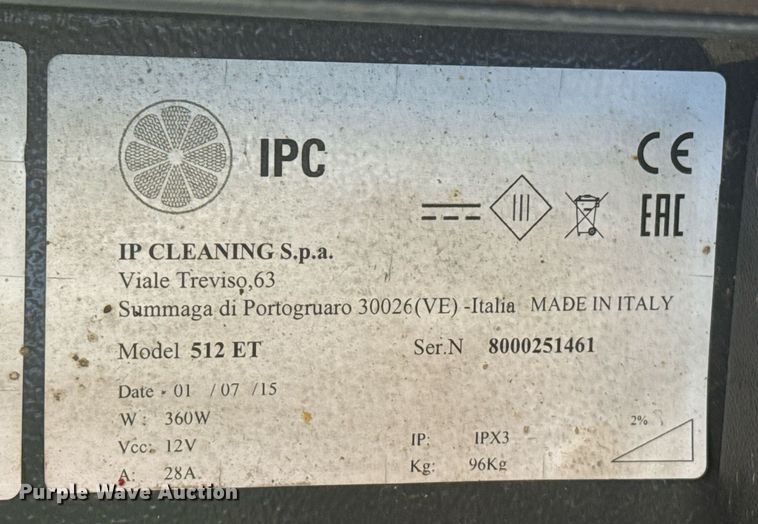 IPC
CE
III
EAC
IP CLEANING S.p.a.
Viale Treviso,63
Summaga di Portogruaro 30026(VE) -Italia MADE IN ITALY
Model 512 ET Ser.N 8000251461
Date - 01 / 07 / 15
W : 360W
Vcc: 12V
A: 28A
IP: IPX3
Kg: 96Kg
2%
Purple Wave Auction